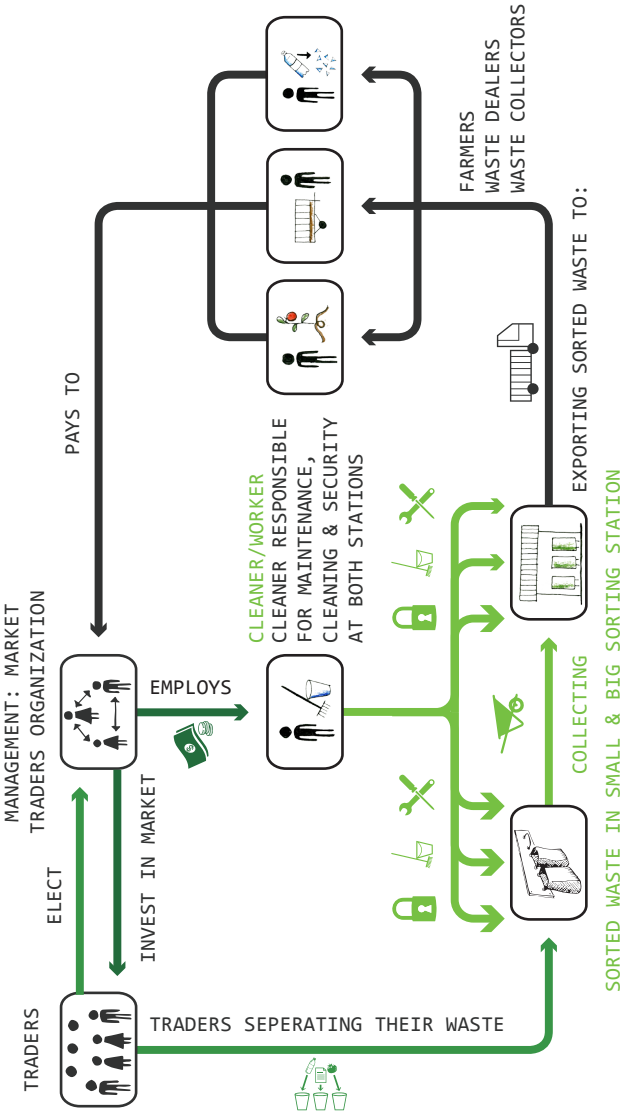 TRADERS
ELECT
INVEST IN MARKET
MANAGEMENT: MARKET
TRADERS ORGANIZATION
PAYS TO
EMPLOYS
$
CLEANER/WORKER
CLEANER RESPONSIBLE
FOR MAINTENANCE,
CLEANING & SECURITY
AT BOTH STATIONS
TRADERS SEPERATING THEIR WASTE
COLLECTING
SORTED WASTE IN SMALL & BIG SORTING STATION
EXPORTING SORTED WASTE TO:
FARMERS
WASTE DEALERS
WASTE COLLECTORS